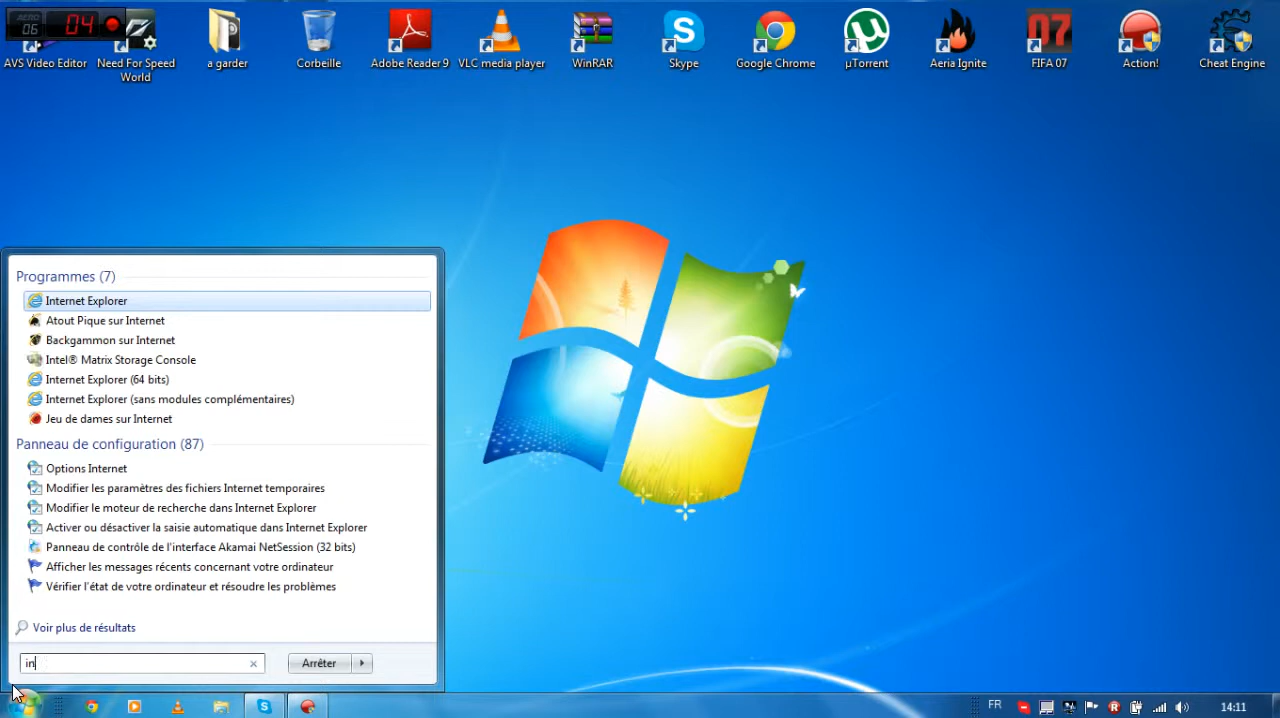 AERO
06
04
AVS Video Editor
Need For Speed
World
a garder
Corbeille
Adobe Reader 9
VLC media player
WinRAR
Skype
Google Chrome
µTorrent
Aeria Ignite
07
FIFA 07
Action!
Cheat Engine
Programmes (7)
Internet Explorer
Atout Pique sur Internet
Backgammon sur Internet
Intel® Matrix Storage Console
Internet Explorer (64 bits)
Internet Explorer (sans modules complémentaires)
Jeu de dames sur Internet
Panneau de configuration (87)
Options Internet
Modifier les paramètres des fichiers Internet temporaires
Modifier le moteur de recherche dans Internet Explorer
Activer ou désactiver la saisie automatique dans Internet Explorer
Panneau de contrôle de l'interface Akamai NetSession (32 bits)
Afficher les messages récents concernant votre ordinateur
Vérifier l'état de votre ordinateur et résoudre les problèmes
Voir plus de résultats
in
Arrêter
FR
14:11